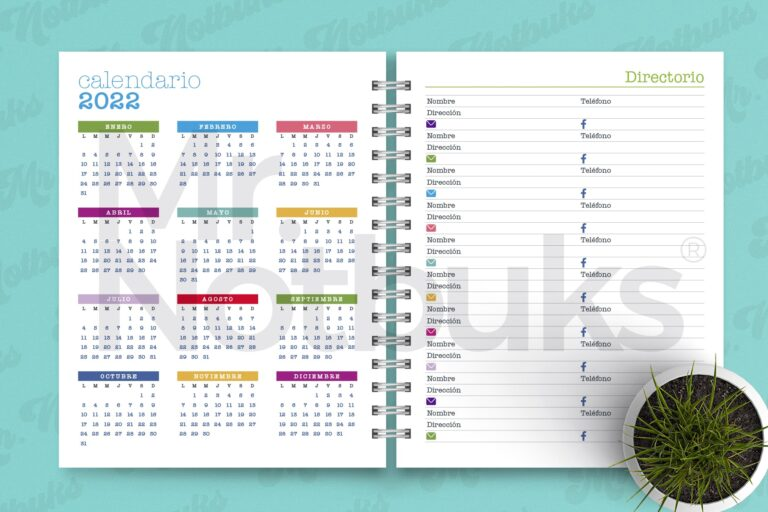 calendario
2022
ENERO
L M M J V S D
1 2
3 4 5 6 7 8 9
10 11 12 13 14 15 16
17 18 19 20 21 22 23
24 25 26 27 28 29 30
31
FEBRERO
L M M J V S D
1 2 3 4 5 6
7 8 9 10 11 12 13
14 15 16 17 18 19 20
21 22 23 24 25 26 27
28
MARZO
L M M J V S D
1 2 3 4 5 6
7 8 9 10 11 12 13
14 15 16 17 18 19 20
21 22 23 24 25 26 27
28 29 30 31
ABRIL
L M M J V S D
1 2 3
4 5 6 7 8 9 10
11 12 13 14 15 16 17
18 19 20 21 22 23 24
25 26 27 28 29 30
MAYO
L M M J V S D
1
2 3 4 5 6 7 8
9 10 11 12 13 14 15
16 17 18 19 20 21 22
23 24 25 26 27 28 29
30 31
JUNIO
L M M J V S D
1 2 3 4 5
6 7 8 9 10 11 12
13 14 15 16 17 18 19
20 21 22 23 24 25 26
27 28 29 30
JULIO
L M M J V S D
1 2 3
4 5 6 7 8 9 10
11 12 13 14 15 16 17
18 19 20 21 22 23 24
25 26 27 28 29 30 31
AGOSTO
L M M J V S D
1 2 3 4 5 6 7
8 9 10 11 12 13 14
15 16 17 18 19 20 21
22 23 24 25 26 27 28
29 30 31
SEPTIEMBRE
L M M J V S D
1 2 3 4
5 6 7 8 9 10 11
12 13 14 15 16 17 18
19 20 21 22 23 24 25
26 27 28 29 30
OCTUBRE
L M M J V S D
1 2
3 4 5 6 7 8 9
10 11 12 13 14 15 16
17 18 19 20 21 22 23
24 25 26 27 28 29 30
31
NOVIEMBRE
L M M J V S D
1 2 3 4 5 6
7 8 9 10 11 12 13
14 15 16 17 18 19 20
21 22 23 24 25 26 27
28 29 30
DICIEMBRE
L M M J V S D
1 2 3 4
5 6 7 8 9 10 11
12 13 14 15 16 17 18
19 20 21 22 23 24 25
26 27 28 29 30 31
Directorio
Nombre Teléfono
Dirección
Nombre Teléfono
Dirección
Nombre Teléfono
Dirección
Nombre Teléfono
Dirección
Nombre Teléfono
Dirección
Nombre Teléfono
Dirección
Nombre Teléfono
Dirección
Nombre Teléfono
Dirección
Nombre Teléfono
Dirección
Nombre Teléfono
Dirección
Mr.
Notbuks®